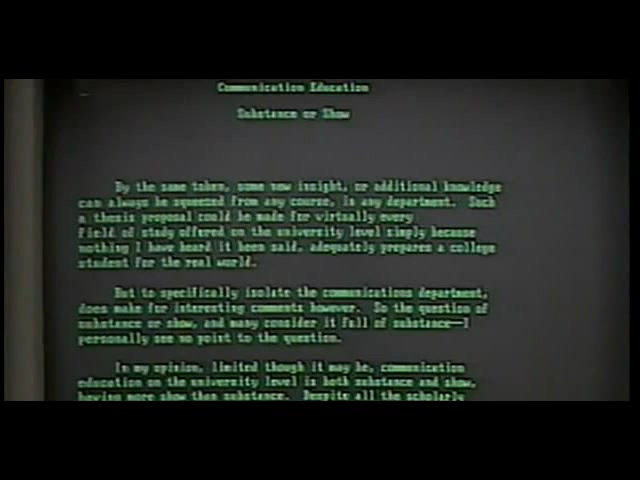 Communication Education
Substance or Show
By the same token, some new insight, or additional knowledge
can always be squeezed from any course, in any department. Such
a thesis proposal could be made for virtually every
field of study offered on the university level simply because
nothing I have heard it been said, adequately prepares a college
student for the real world.
But to specifically isolate the communications department,
does make for interesting comments however. So the question of
substance or show, and many consider it full of substance--I
personally see no point to the question.
In my opinion, limited though it may be, communication
education on the university level is both substance and show,
having more show than substance. Despite all the scholarly